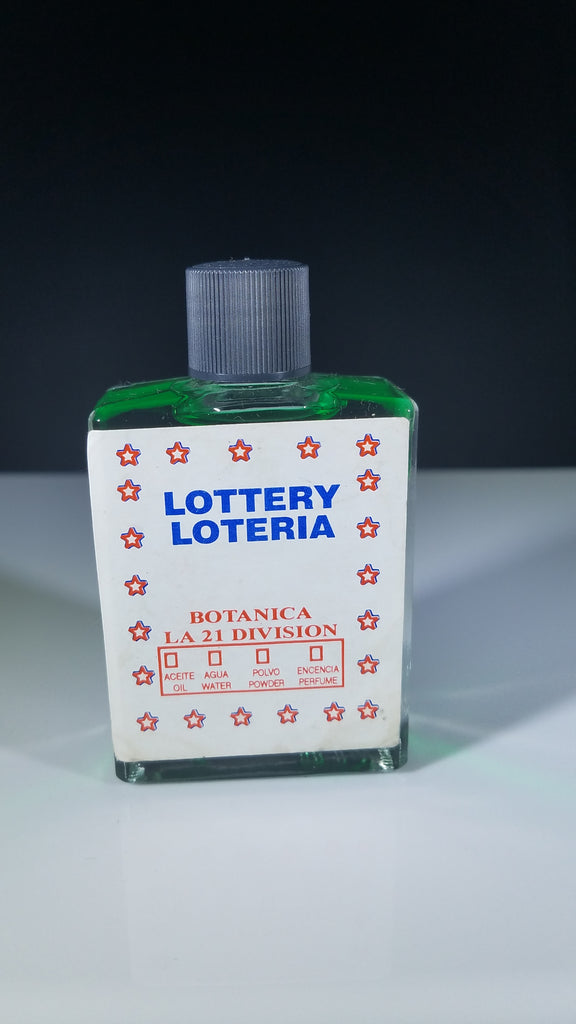 LOTTERY
LOTERIA
BOTANICA
LA 21 DIVISION
ACEITE AGUA POLVO ENCENCIA
OIL WATER POWDER PERFUME